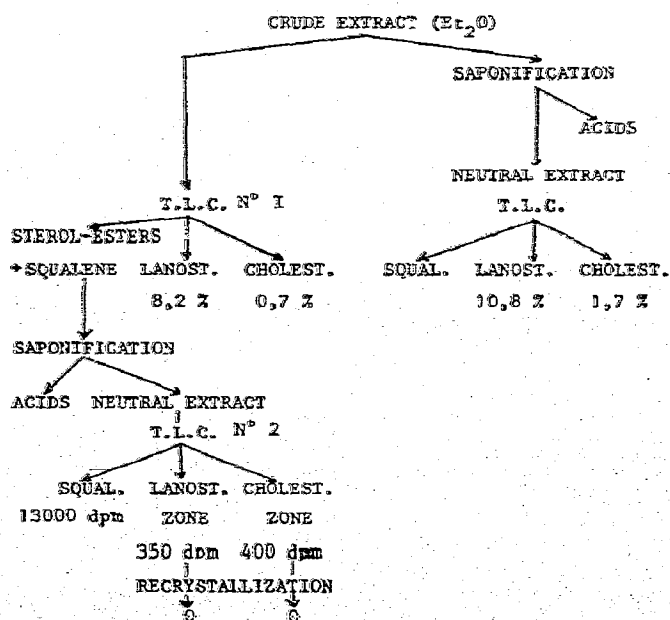 CRUDE EXTRACT (Et2O)
SAPONIFICATION
ACIDS
NEUTRAL EXTRACT
T.L.C. N° 1
T.L.C.
STEROL-ESTERS
+SQUALENE LANOST. CHOLEST.
SQUAL. LANOST. CHOLEST.
8,2 % 0,7 %
10,8 % 1,7 %
SAPONIFICATION
ACIDS NEUTRAL EXTRACT
T.L.C. N° 2
SQUAL. LANOST. CHOLEST.
13000 dpm ZONE ZONE
350 dpm 400 dpm
RECRYSTALLIZATION
0 0